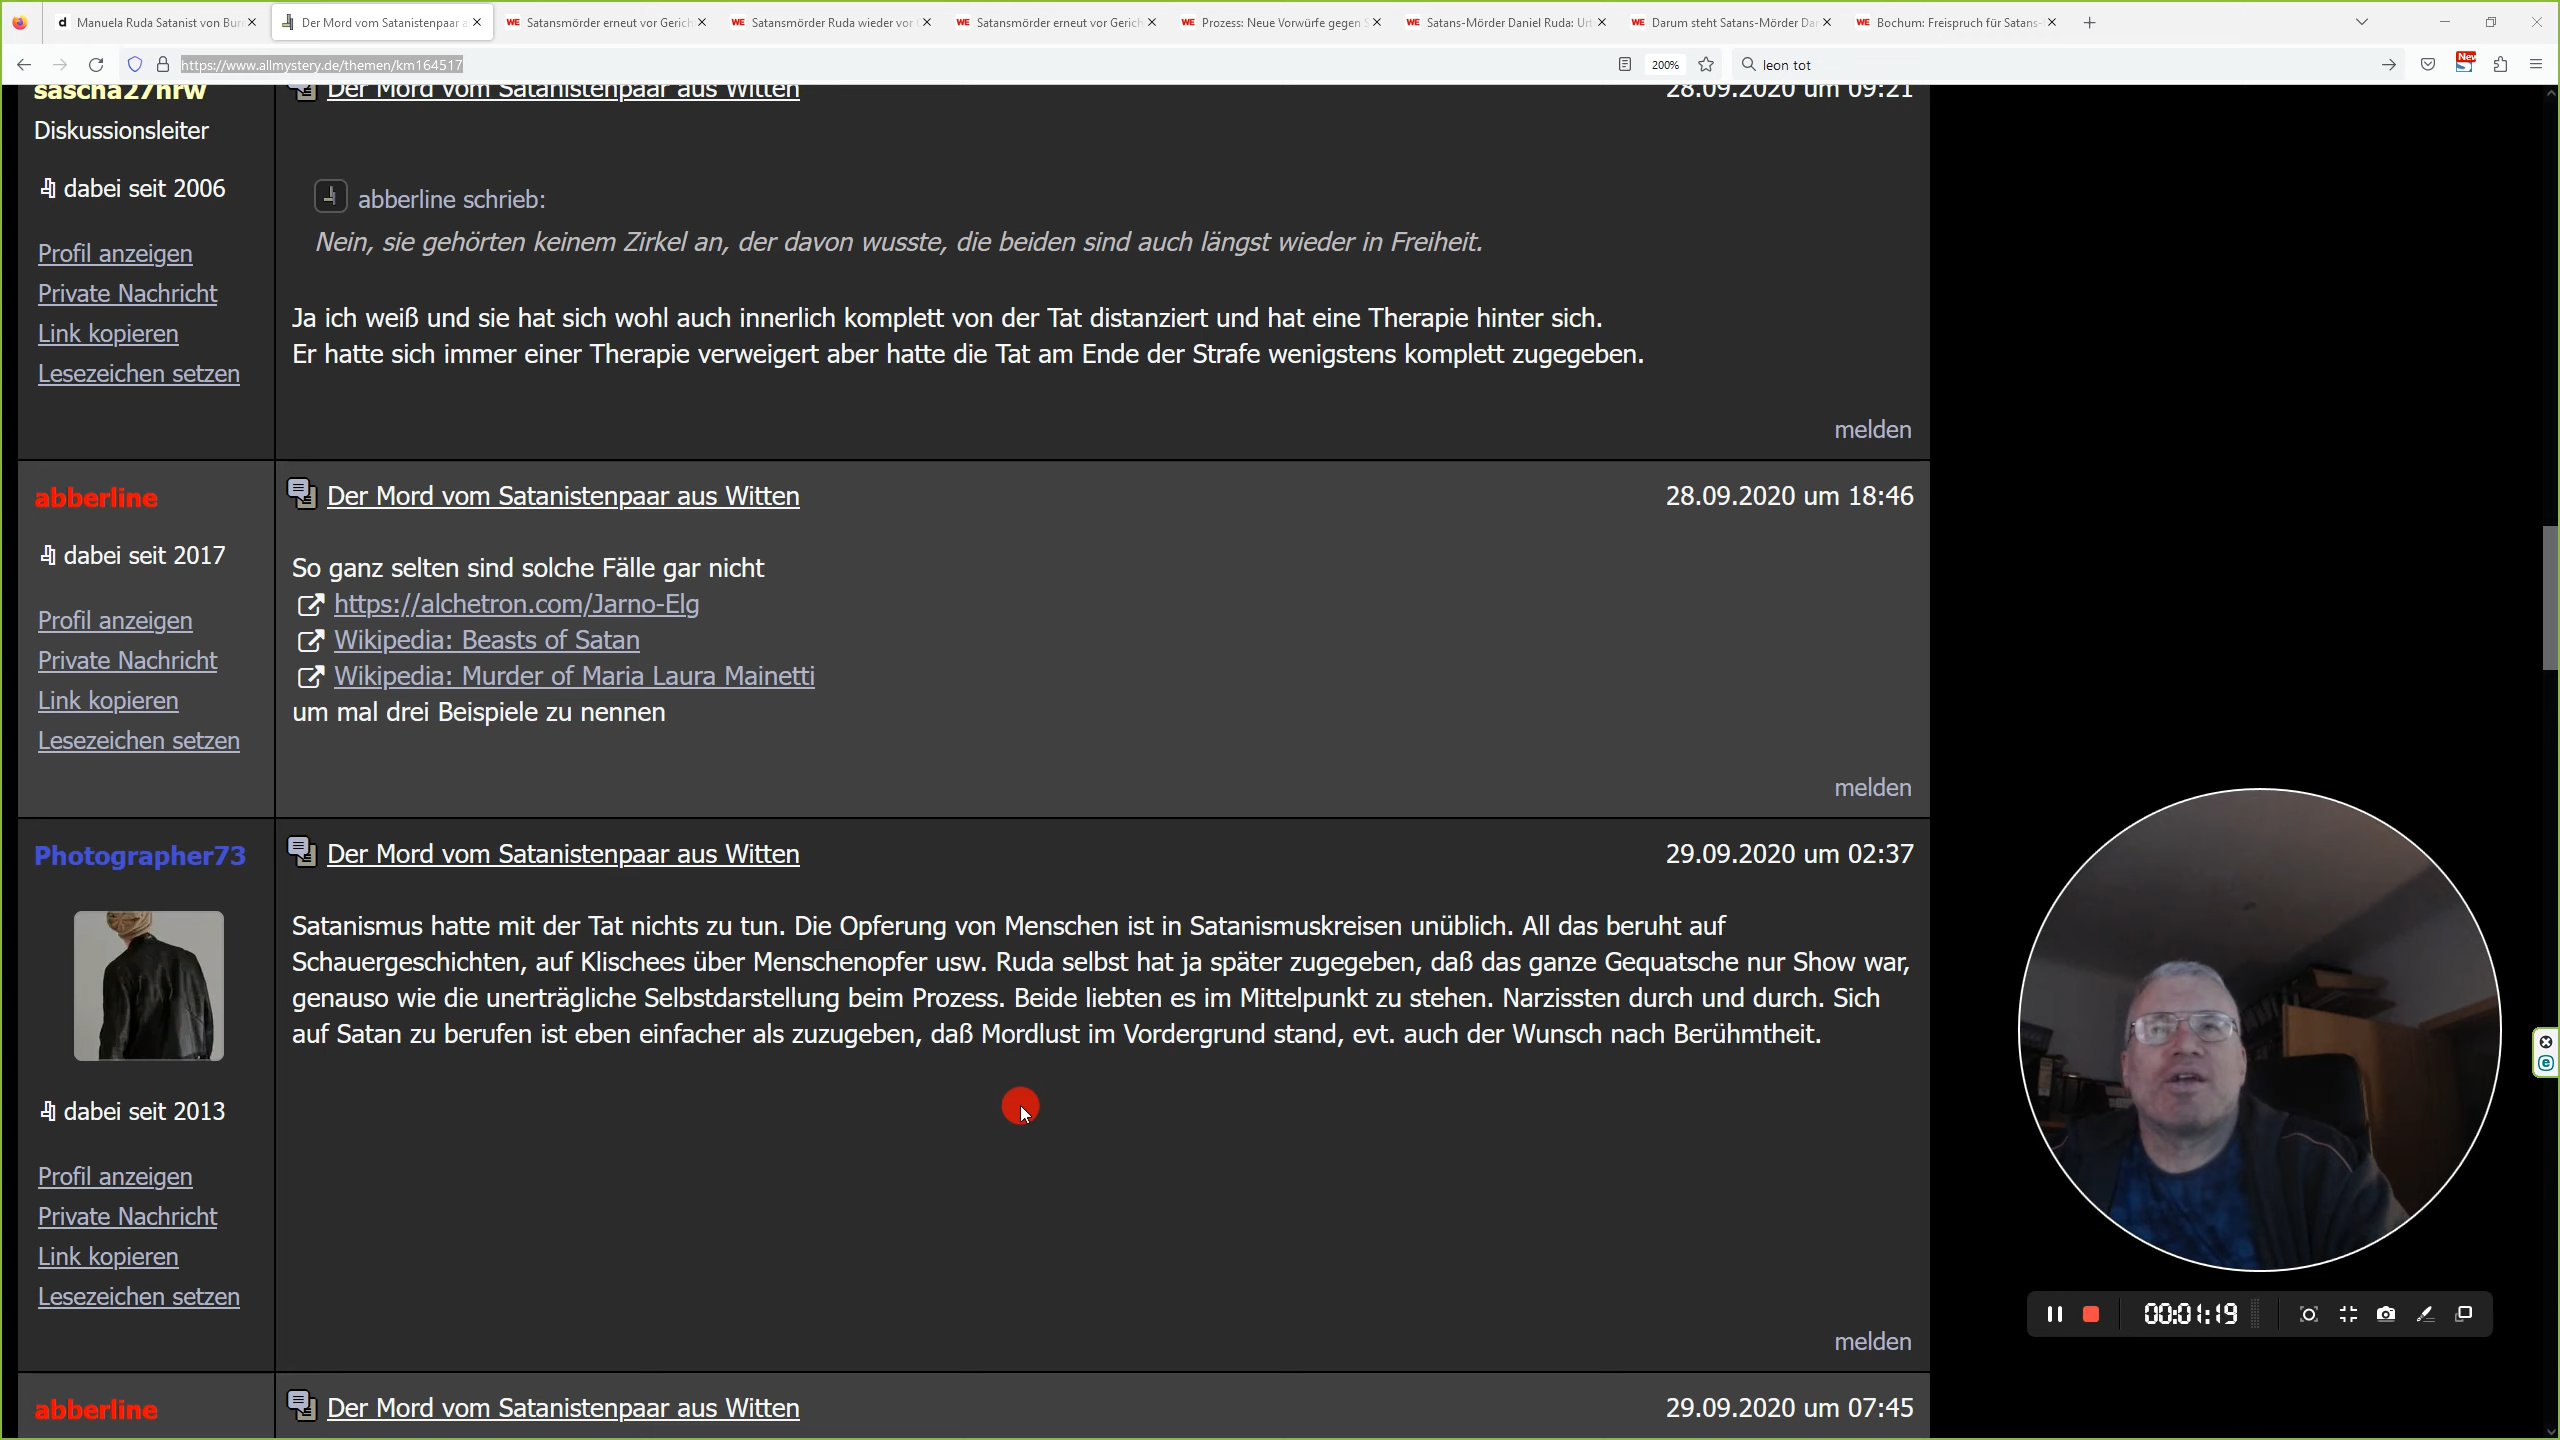 Manuela Ruda Satanist von Bu
Der Mord vom Satanistenpaar a
WE Satansmörder erneut vor Gerich
WE Satansmörder Ruda wieder vor
WE Satansmörder erneut vor Gerich
WE Prozess: Neue Vorwürfe gegen S
WE Satans-Mörder Daniel Ruda: Urt
WE Darum steht Satans-Mörder Da
WE Bochum: Freispruch für Satans-
https://www.allmystery.de/themen/km164517
200%
leon tot
New
sascha27nrw
Der Mord vom Satanistenpaar aus Witten
28.09.2020 um 09:21
Diskussionsleiter
dabei seit 2006
Profil anzeigen
Private Nachricht
Link kopieren
Lesezeichen setzen
abberline schrieb:
Nein, sie gehörten keinem Zirkel an, der davon wusste, die beiden sind auch längst wieder in Freiheit.
Ja ich weiß und sie hat sich wohl auch innerlich komplett von der Tat distanziert und hat eine Therapie hinter sich.
Er hatte sich immer einer Therapie verweigert aber hatte die Tat am Ende der Strafe wenigstens komplett zugegeben.
melden
abberline
Der Mord vom Satanistenpaar aus Witten
28.09.2020 um 18:46
dabei seit 2017
Profil anzeigen
Private Nachricht
Link kopieren
Lesezeichen setzen
So ganz selten sind solche Fälle gar nicht
https://alchetron.com/Jarno-Elg
Wikipedia: Beasts of Satan
Wikipedia: Murder of Maria Laura Mainetti
um mal drei Beispiele zu nennen
melden
Photographer73
Der Mord vom Satanistenpaar aus Witten
29.09.2020 um 02:37
dabei seit 2013
Profil anzeigen
Private Nachricht
Link kopieren
Lesezeichen setzen
Satanismus hatte mit der Tat nichts zu tun. Die Opferung von Menschen ist in Satanismuskreisen unüblich. All das beruht auf
Schauergeschichten, auf Klischees über Menschenopfer usw. Ruda selbst hat ja später zugegeben, daß das ganze Gequatsche nur Show war,
genauso wie die unerträgliche Selbstdarstellung beim Prozess. Beide liebten es im Mittelpunkt zu stehen. Narzissten durch und durch. Sich
auf Satan zu berufen ist eben einfacher als zuzugeben, daß Mordlust im Vordergrund stand, evt. auch der Wunsch nach Berühmtheit.
melden
00:01:19
abberline
Der Mord vom Satanistenpaar aus Witten
29.09.2020 um 07:45